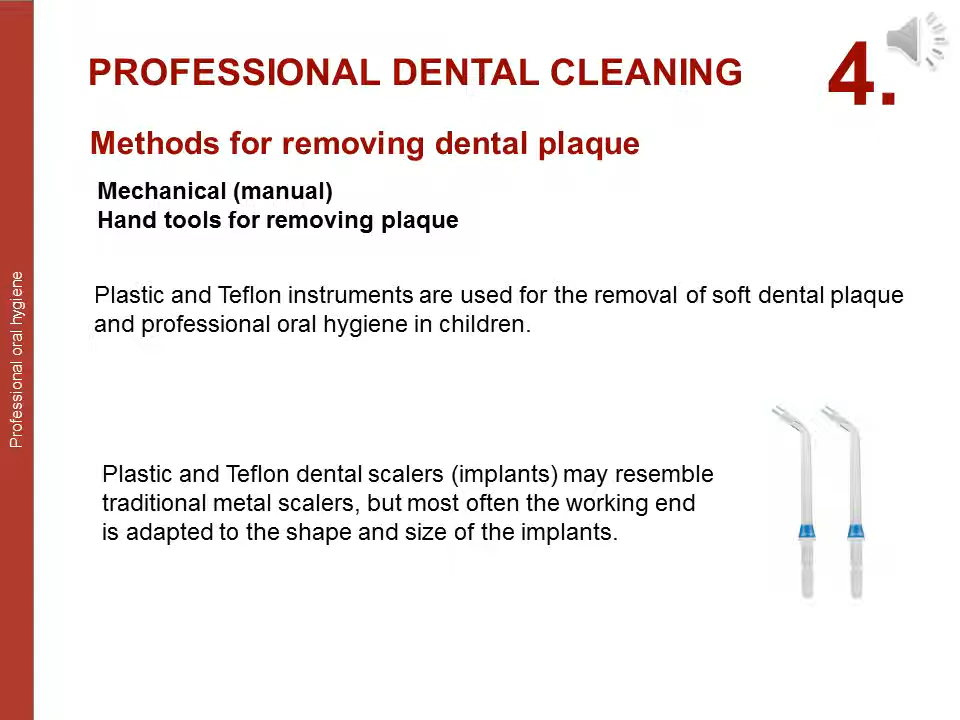 PROFESSIONAL DENTAL CLEANING
4.
Methods for removing dental plaque
Mechanical (manual)
Hand tools for removing plaque
Plastic and Teflon instruments are used for the removal of soft dental plaque
and professional oral hygiene in children.
Plastic and Teflon dental scalers (implants) may resemble
traditional metal scalers, but most often the working end
is adapted to the shape and size of the implants.
Professional oral hygiene